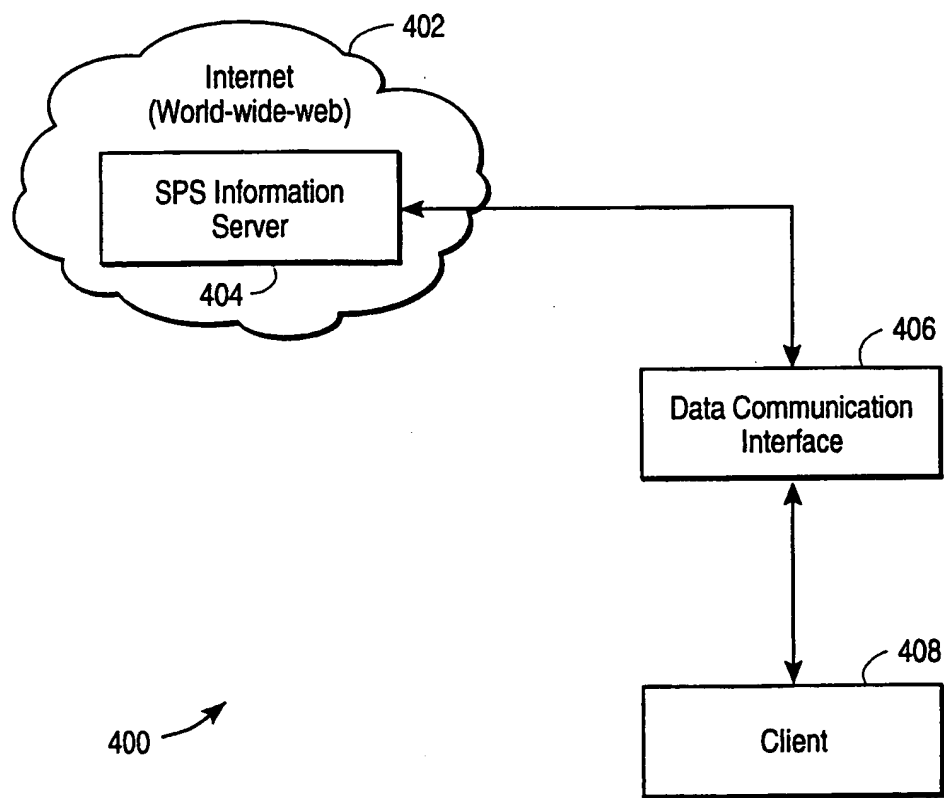 402
Internet
(World-wide-web)
SPS Information
Server
404
406
Data Communication
Interface
408
Client
400